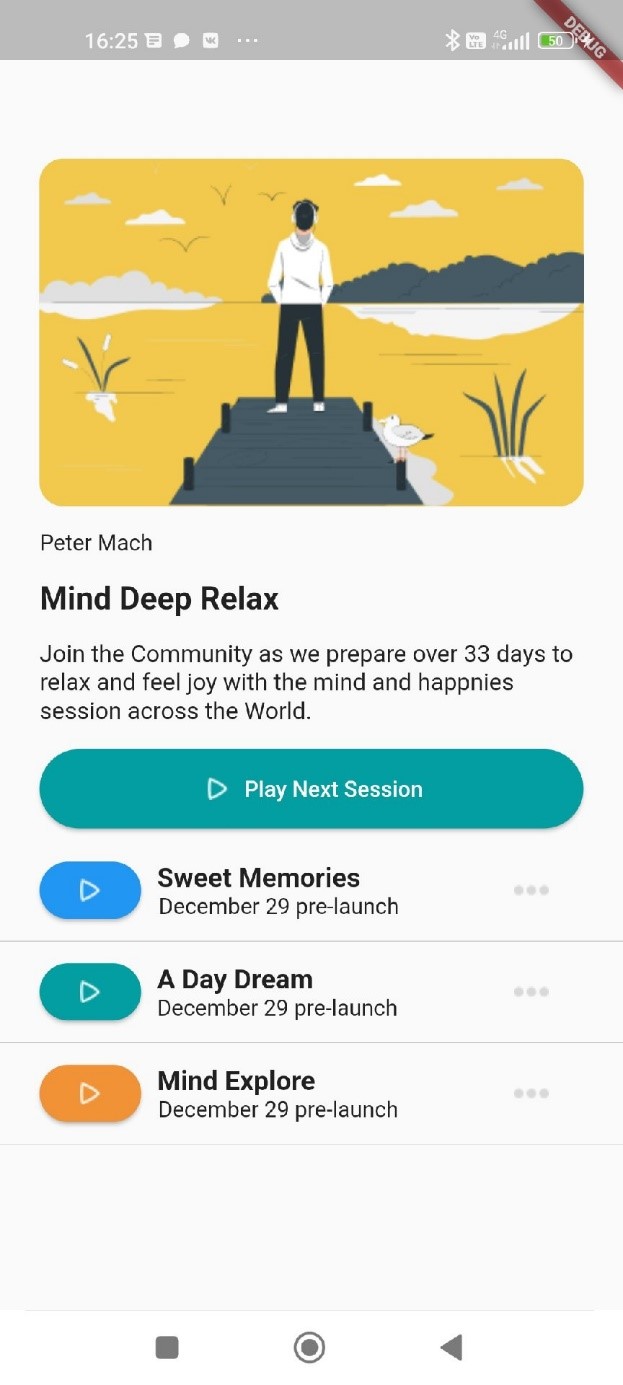 16:25
Vo
LTE
4G
50
DEBUG
Peter Mach
Mind Deep Relax
Join the Community as we prepare over 33 days to
relax and feel joy with the mind and happnies
session across the World.
Play Next Session
Sweet Memories
December 29 pre-launch
A Day Dream
December 29 pre-launch
Mind Explore
December 29 pre-launch